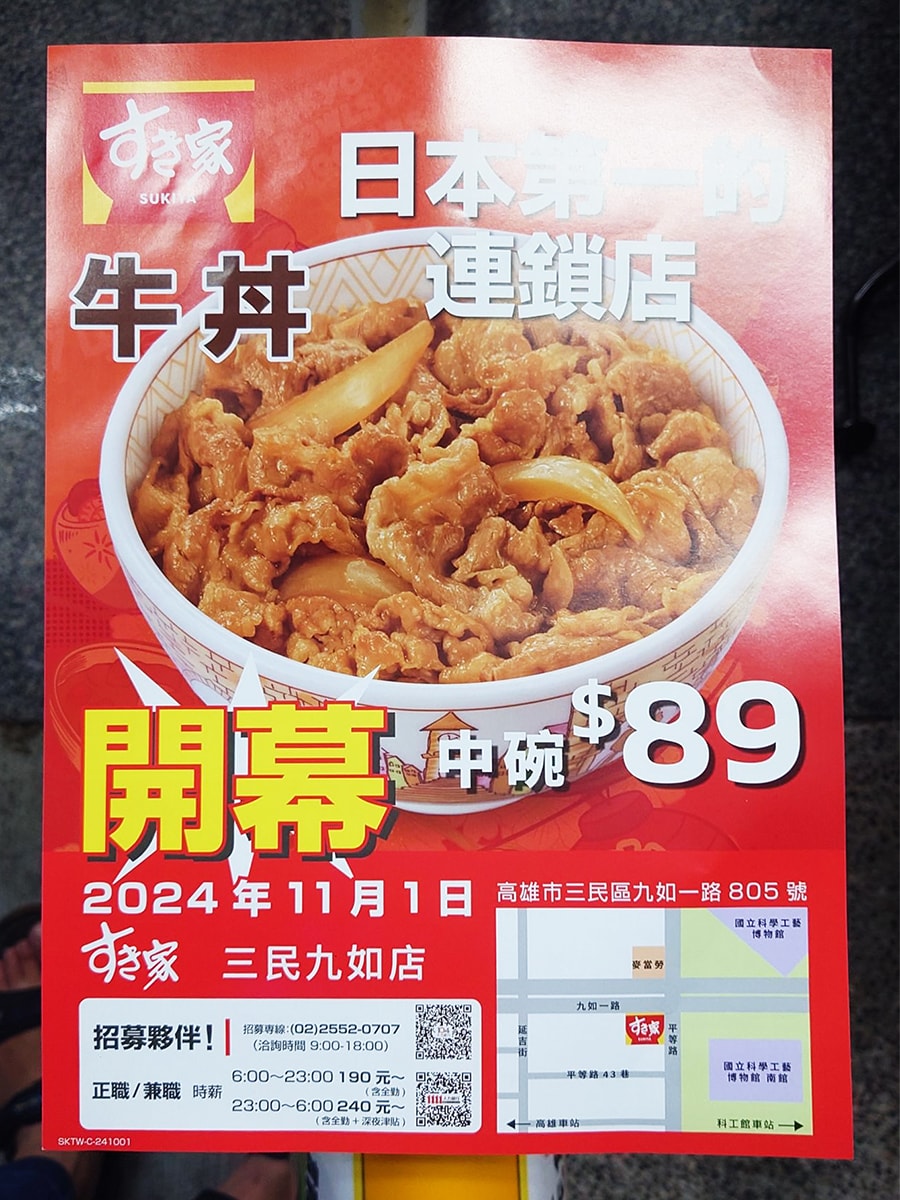 すき家
SUKIYA
日本第一的
連鎖店
牛丼
中碗 $89
開幕
2024年11月1日
すき家 三民九如店
高雄市三民區九如一路805號
國立科學工藝
博物館
麥當勞
九如一路
延吉街
すき家
SUKIYA
平等路
平等路43巷
國立科學工藝
博物館 南館
高雄車站
科工館車站
招募夥伴!
招募專線:(02)2552-0707
(洽詢時間 9:00-18:00)
正職/兼職 時薪
6:00~23:00 190元~
(含全勤)
23:00~6:00 240元~
(含全勤+深夜津貼)
SKTW-C-241001